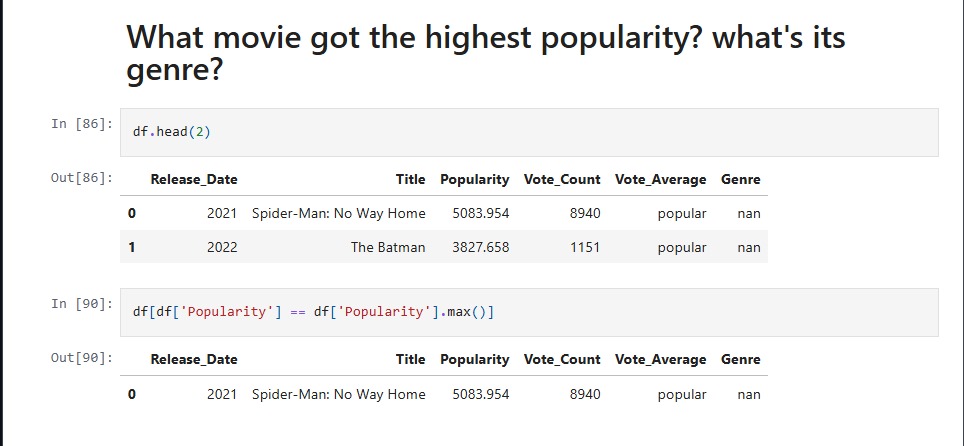 What movie got the highest popularity? what's its
genre?
In [86]: df.head(2)
Out[86]: Release_Date Title Popularity Vote_Count Vote_Average Genre
0 2021 Spider-Man: No Way Home 5083.954 8940 popular nan
1 2022 The Batman 3827.658 1151 popular nan
In [90]: df[df['Popularity'] == df['Popularity'].max()]
Out[90]: Release_Date Title Popularity Vote_Count Vote_Average Genre
0 2021 Spider-Man: No Way Home 5083.954 8940 popular nan